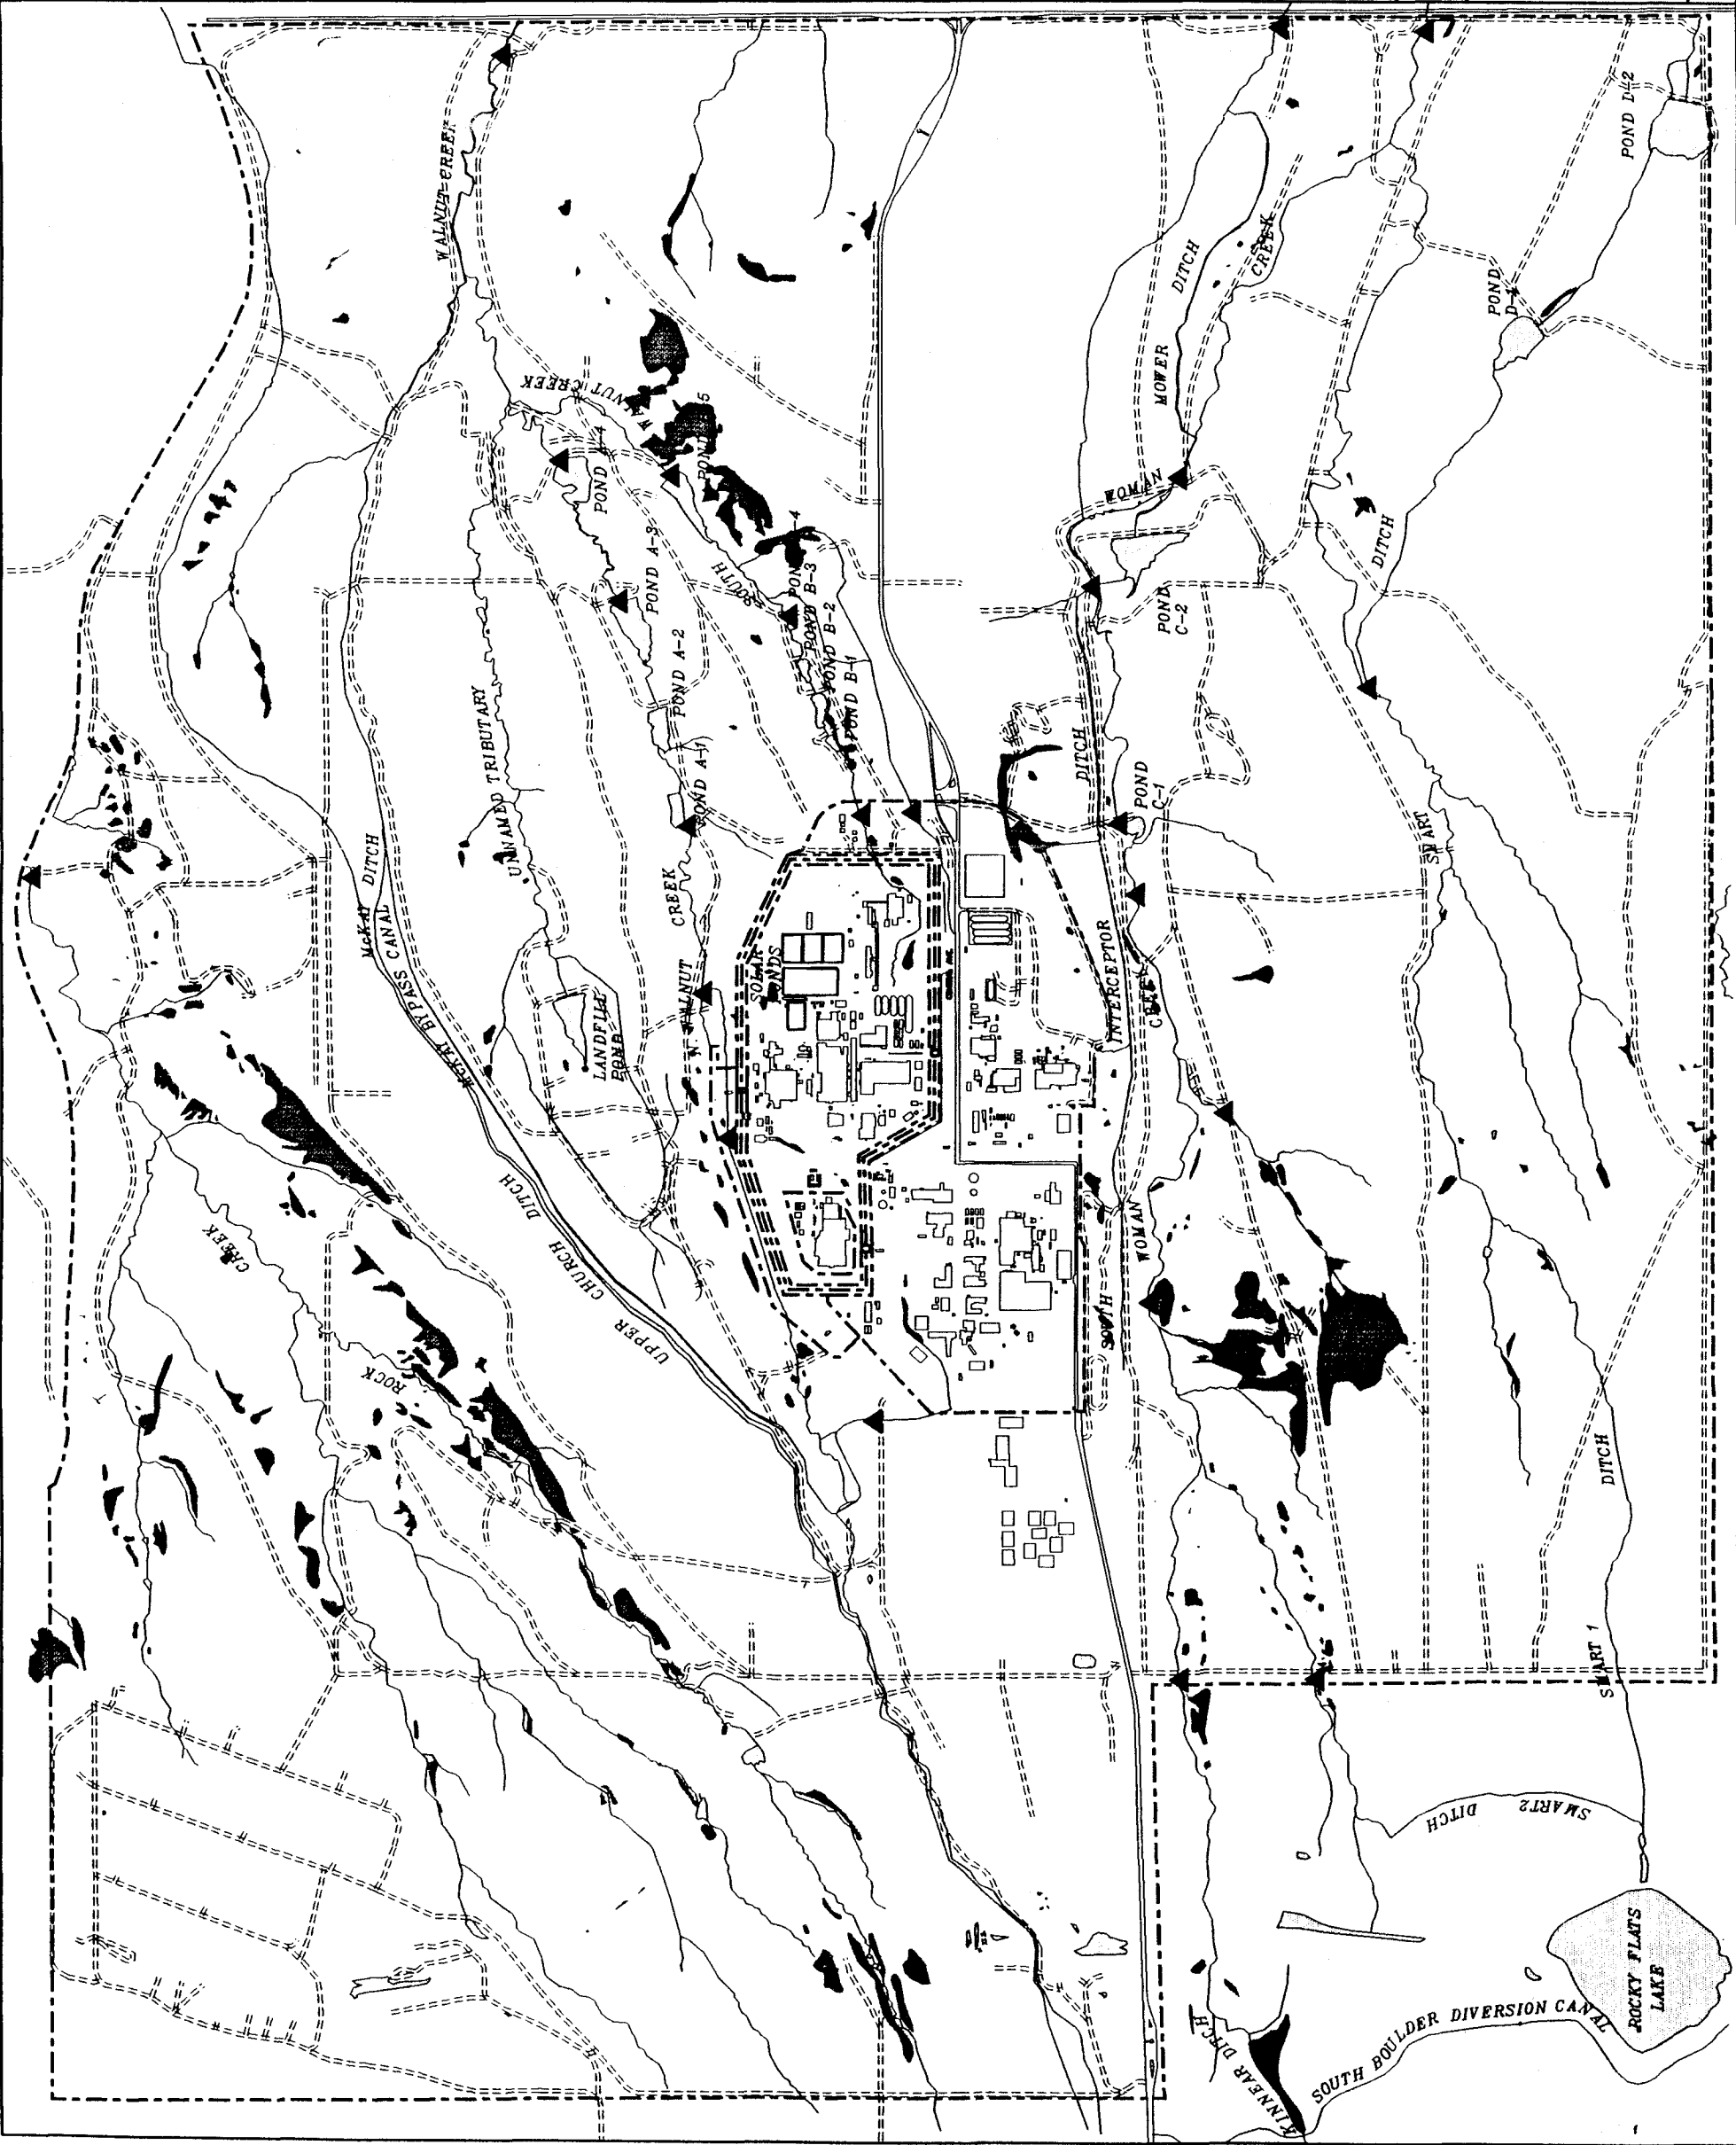 WALNUT CREEK
POND D-2
DITCH
CREEK
MOWER
POND
D-1
WALNUT CREEK
POND A-4
WOMAN
DITCH
POND A-3
SOUTH
POND B-3
POND B-2
POND B-1
POND
C-2
POND A-2
UNNAMED TRIBUTARY
POND A-1
DITCH
POND
C-1
SMART
McKAY DITCH
McKAY BYPASS CANAL
CREEK
N. WALNUT
SOLAR
PONDS
LANDFILL
POND
INTERCEPTOR
CREEK
WOMAN
SOUTH
UPPER CHURCH DITCH
CREEK
ROCK
DITCH
SMART 1
SMART2 DITCH
ROCKY FLATS
LAKE
SOUTH BOULDER DIVERSION CANAL
KINNEAR DITCH